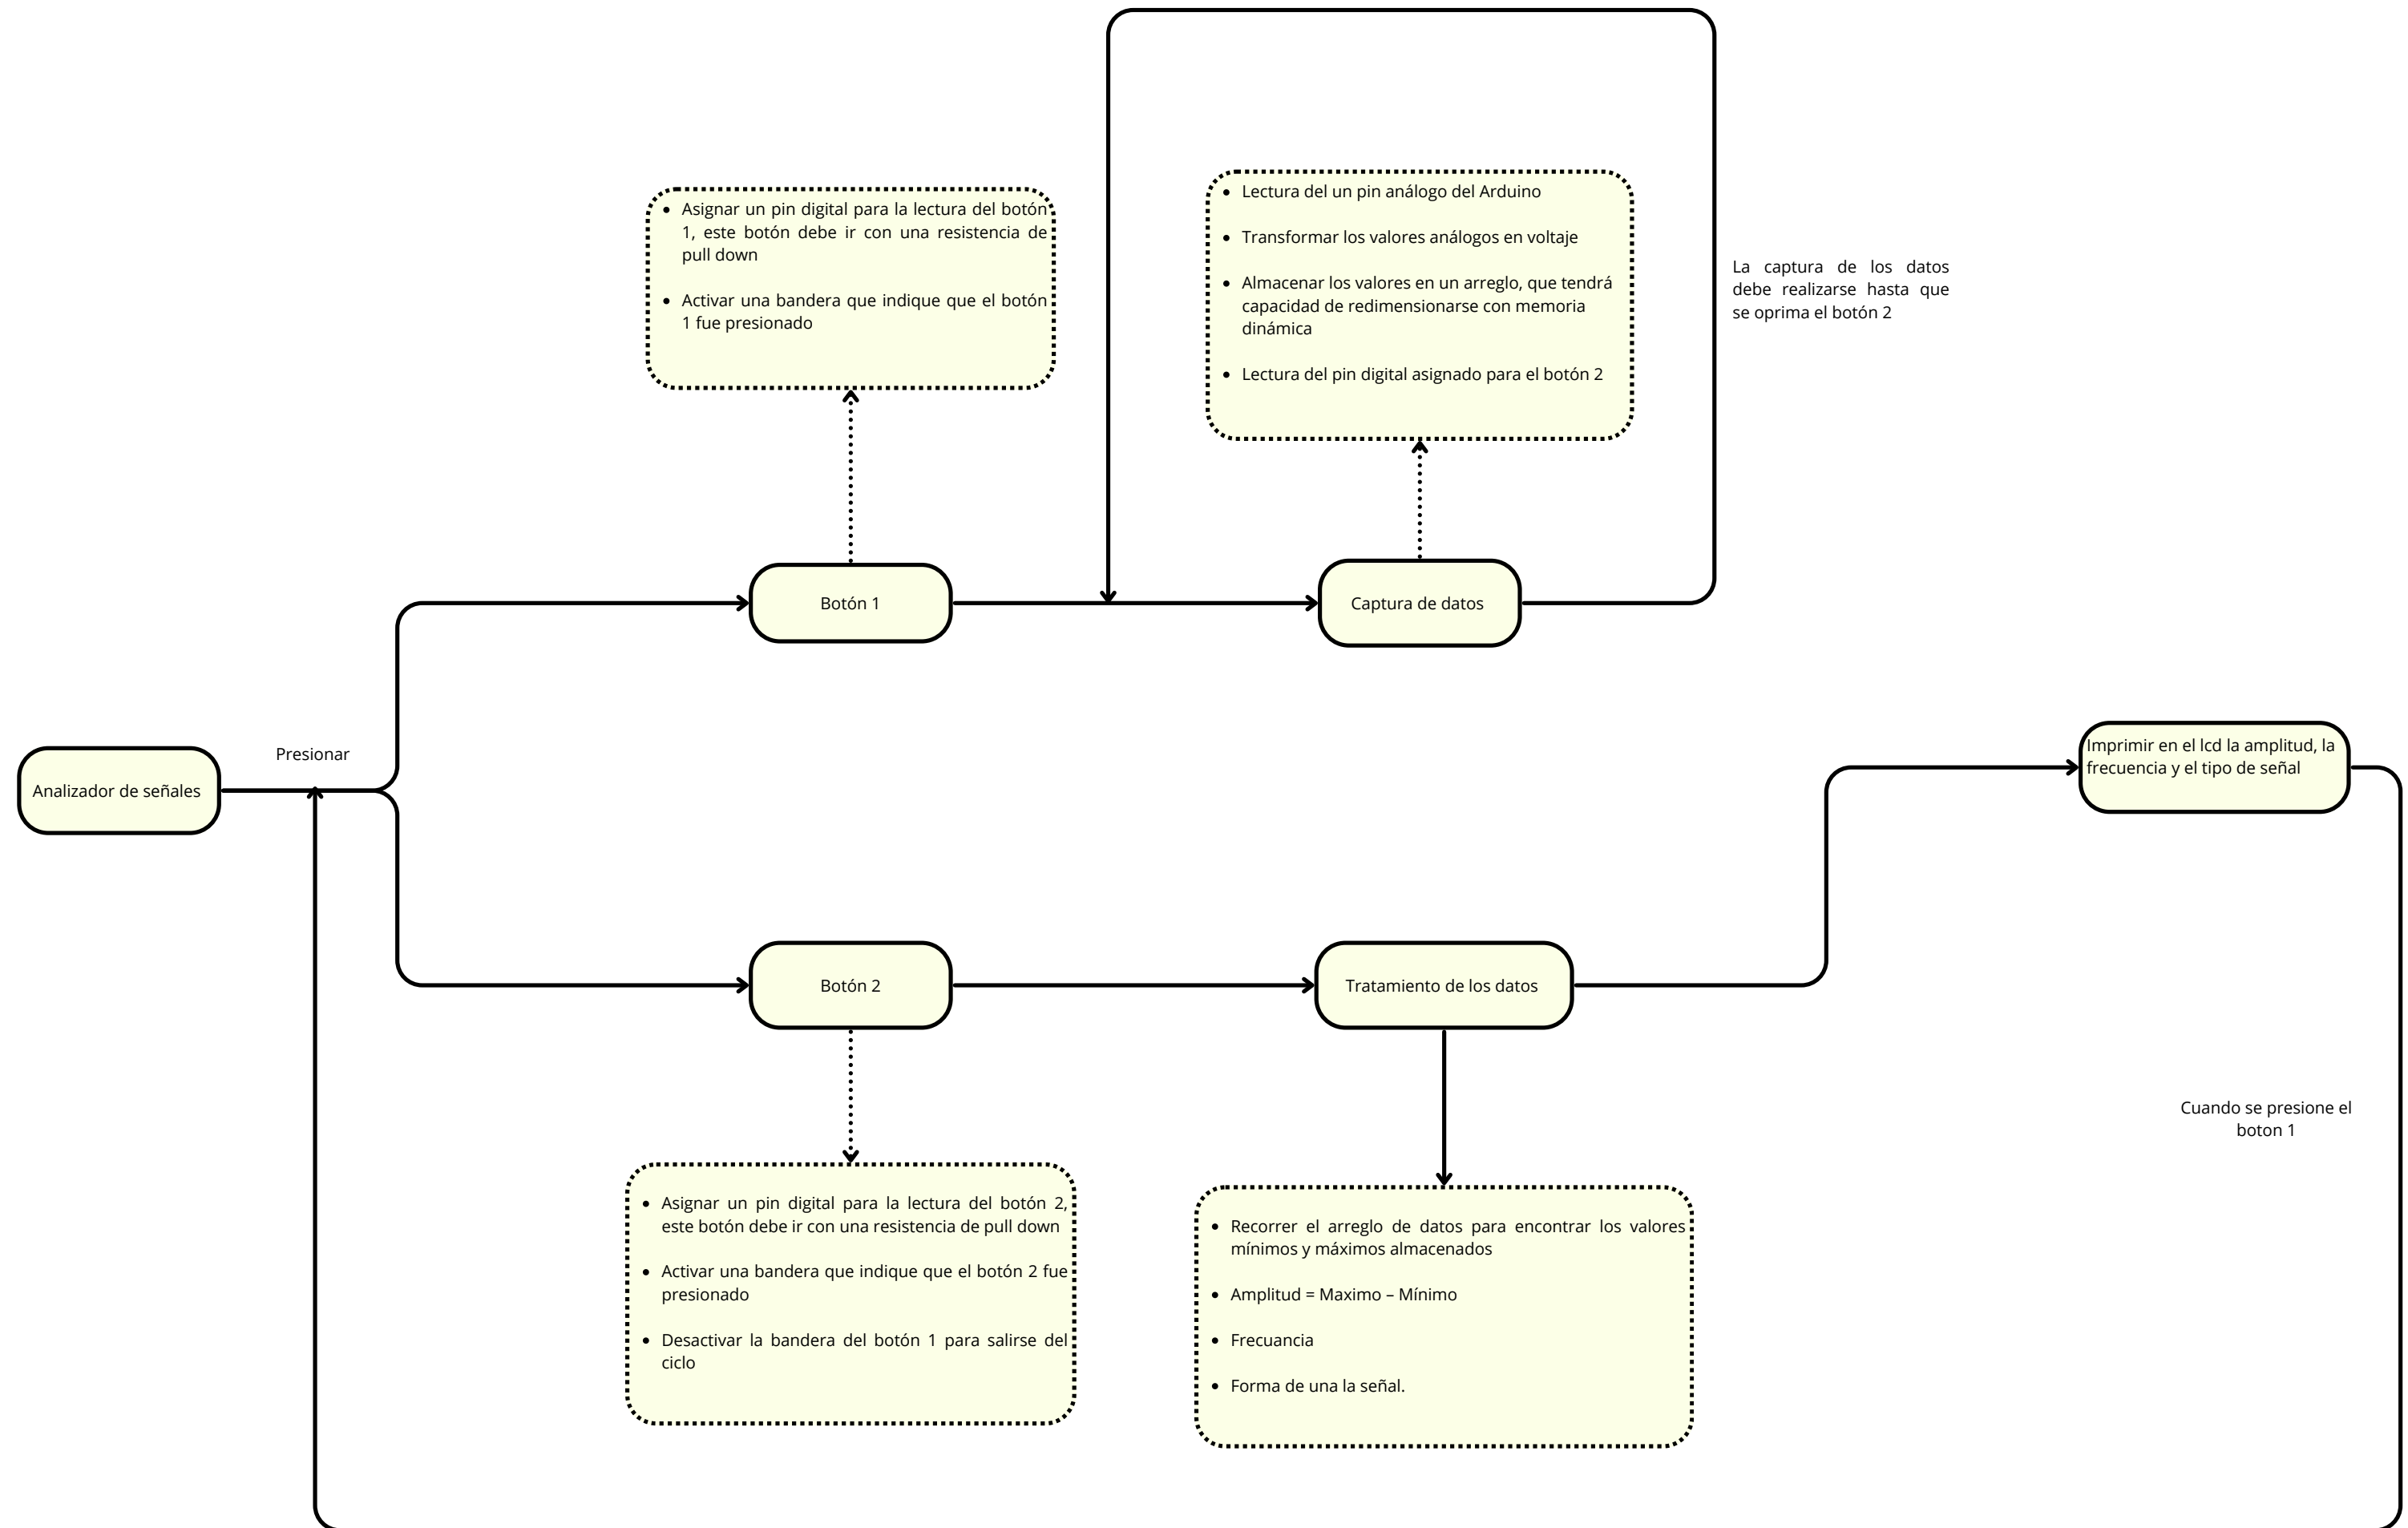 Asignar un pin digital para la lectura del botón
1, este botón debe ir con una resistencia de
pull down
Activar una bandera que indique que el botón
1 fue presionado
Lectura del un pin análogo del Arduino
Transformar los valores análogos en voltaje
Almacenar los valores en un arreglo, que tendrá
capacidad de redimensionarse con memoria
dinámica
Lectura del pin digital asignado para el botón 2
La captura de los datos
debe realizarse hasta que
se oprima el botón 2
Botón 1
Captura de datos
Presionar
Analizador de señales
Imprimir en el lcd la amplitud, la
frecuencia y el tipo de señal
Botón 2
Tratamiento de los datos
Cuando se presione el
boton 1
Asignar un pin digital para la lectura del botón 2,
este botón debe ir con una resistencia de pull down
Activar una bandera que indique que el botón 2 fue
presionado
Desactivar la bandera del botón 1 para salirse del
ciclo
Recorrer el arreglo de datos para encontrar los valores
mínimos y máximos almacenados
Amplitud = Maximo – Mínimo
Frecuancia
Forma de una la señal.